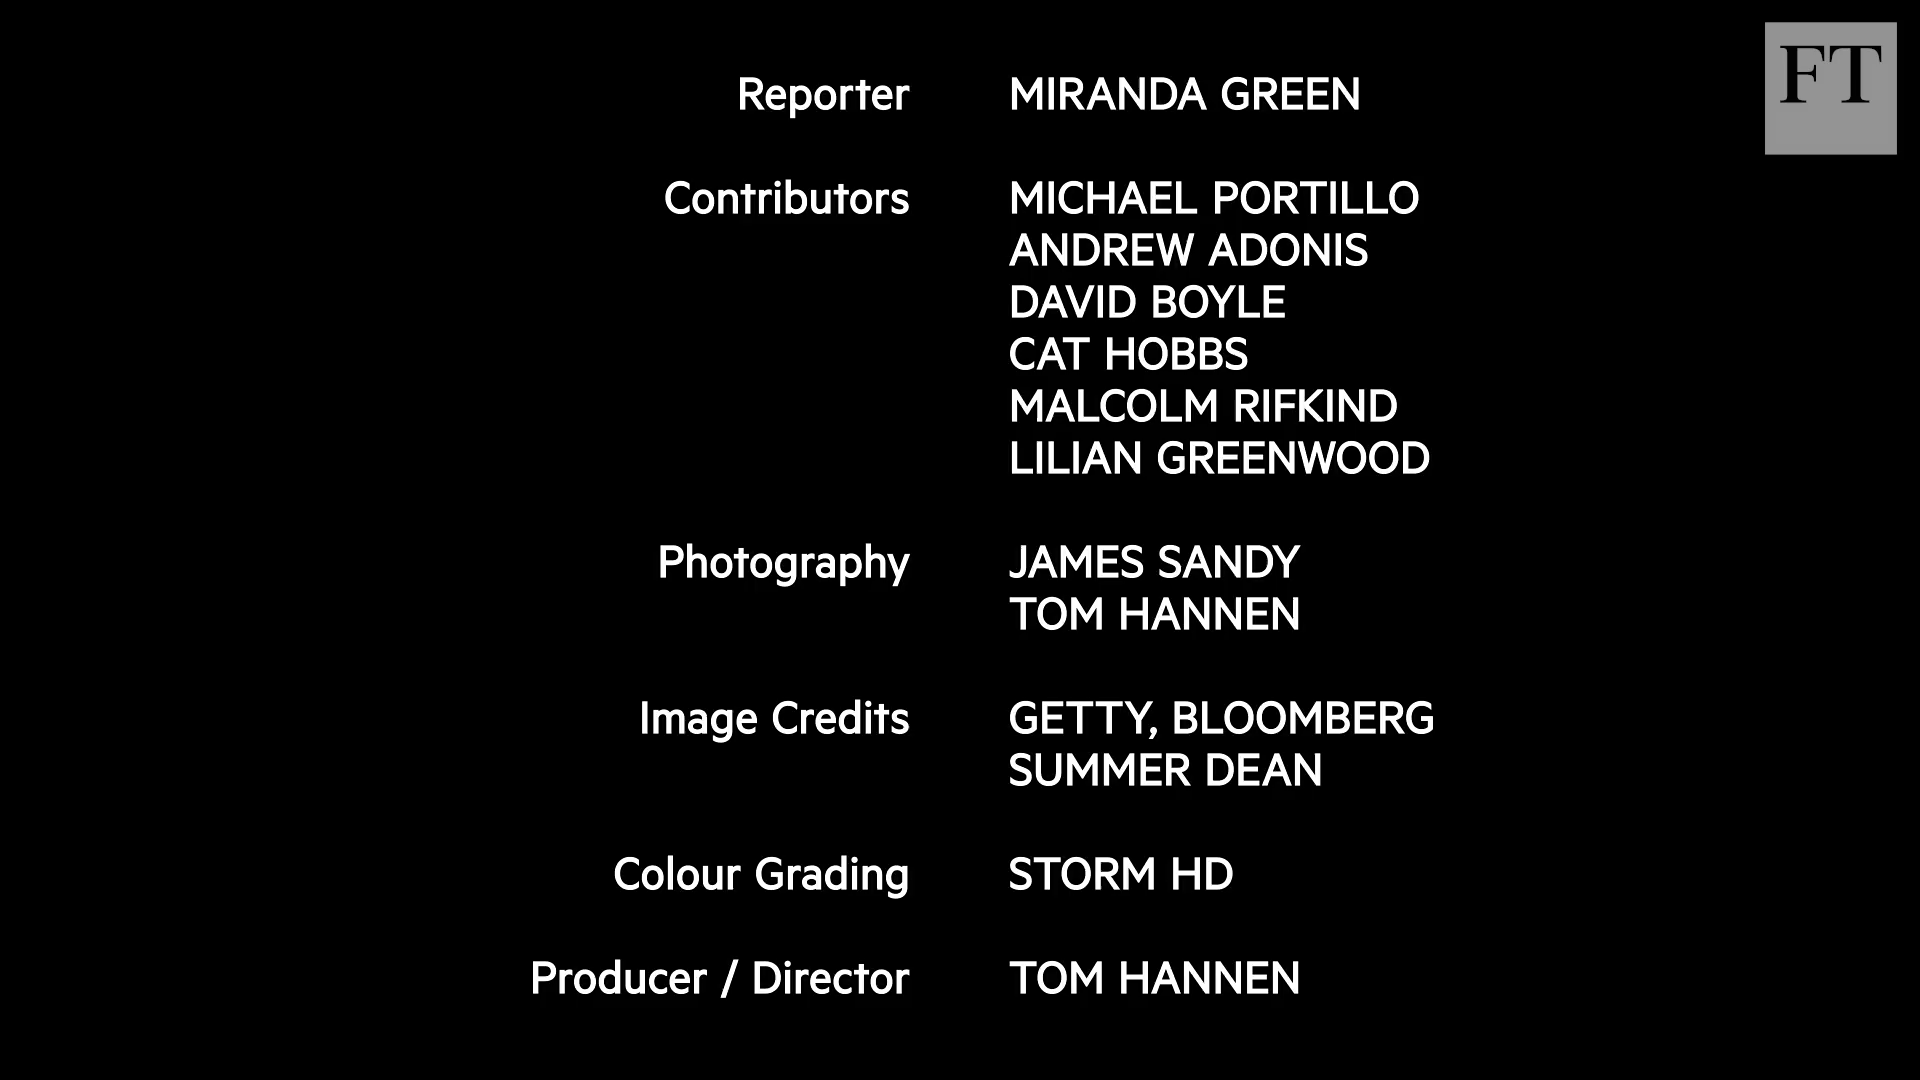 FT
Reporter MIRANDA GREEN
Contributors MICHAEL PORTILLO
ANDREW ADONIS
DAVID BOYLE
CAT HOBBS
MALCOLM RIFKIND
LILIAN GREENWOOD
Photography JAMES SANDY
TOM HANNEN
Image Credits GETTY, BLOOMBERG
SUMMER DEAN
Colour Grading STORM HD
Producer / Director TOM HANNEN